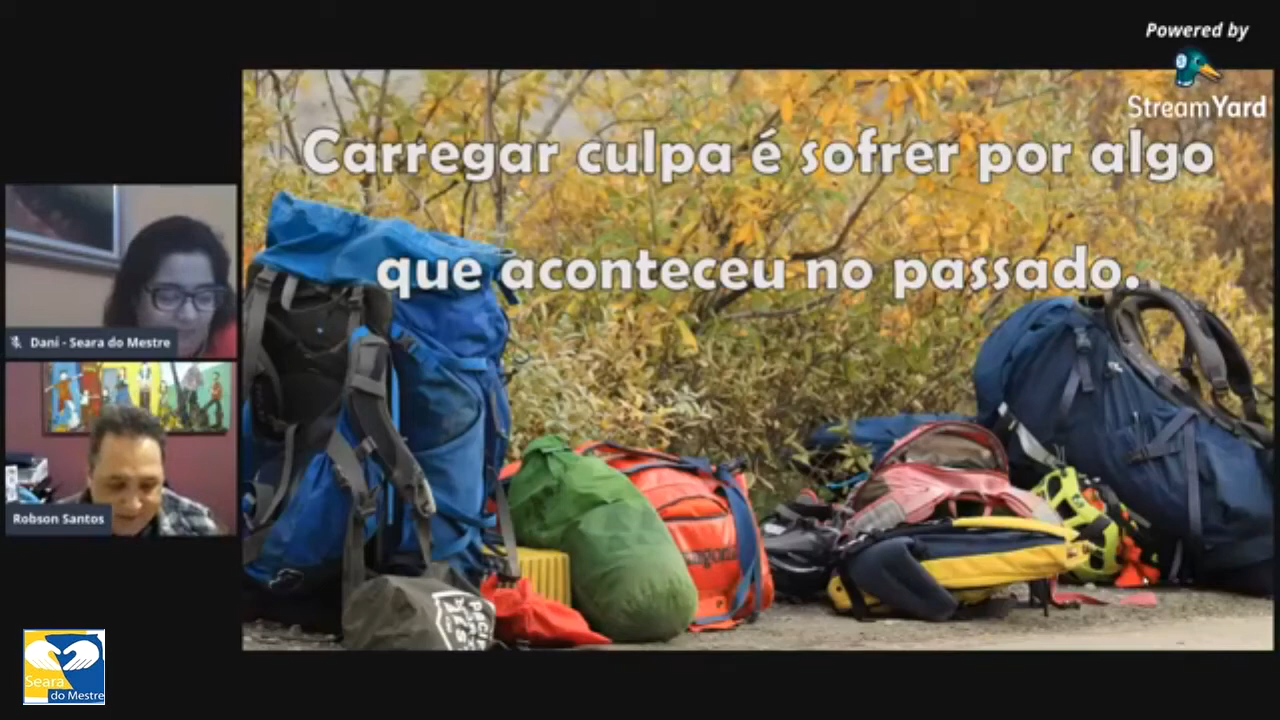 Powered by
StreamYard
Carregar culpa é sofrer por algo
que aconteceu no passado.
Dani - Seara do Mestre
Robson Santos
Seara
do Mestre